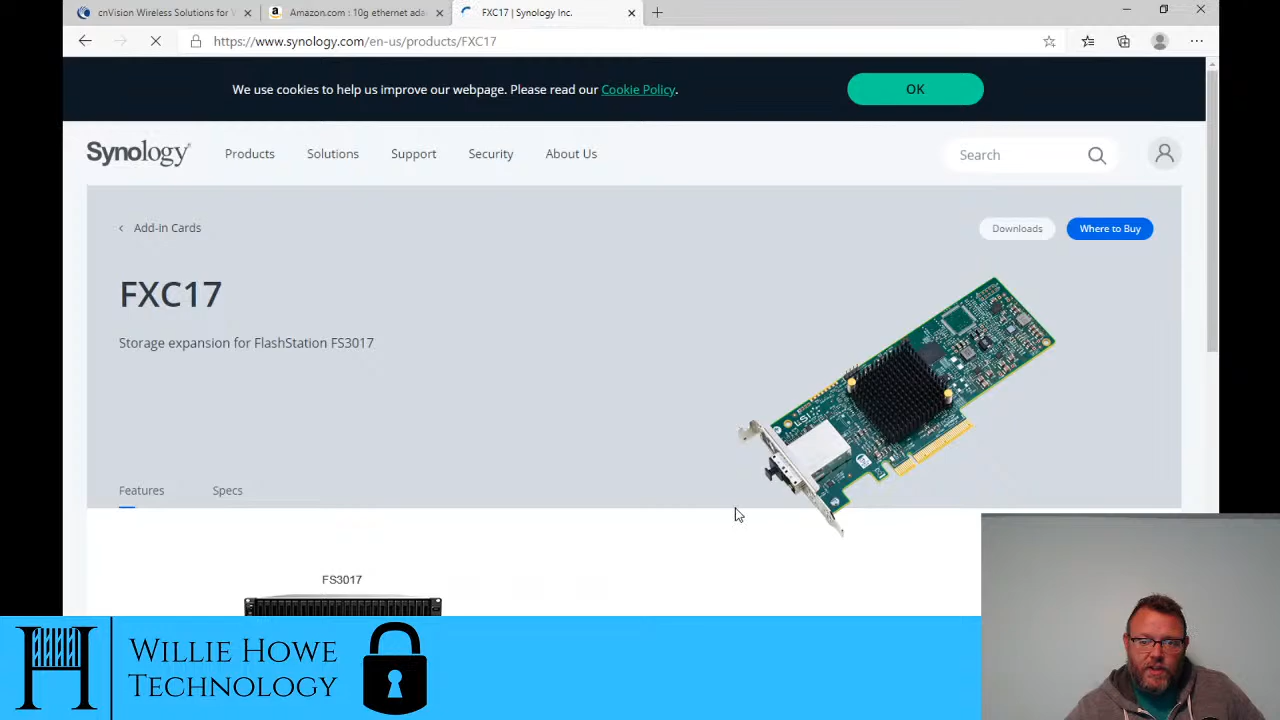 cnVision Wireless Solutions for V
Amazon.com : 10g ethernet ada
FXC17 | Synology Inc.
https://www.synology.com/en-us/products/FXC17
We use cookies to help us improve our webpage. Please read our Cookie Policy.
OK
Synology
Products
Solutions
Support
Security
About Us
Search
Add-in Cards
Downloads
Where to Buy
FXC17
Storage expansion for FlashStation FS3017
LSI
Features
Specs
FS3017
H
WILLIE HOWE
TECHNOLOGY